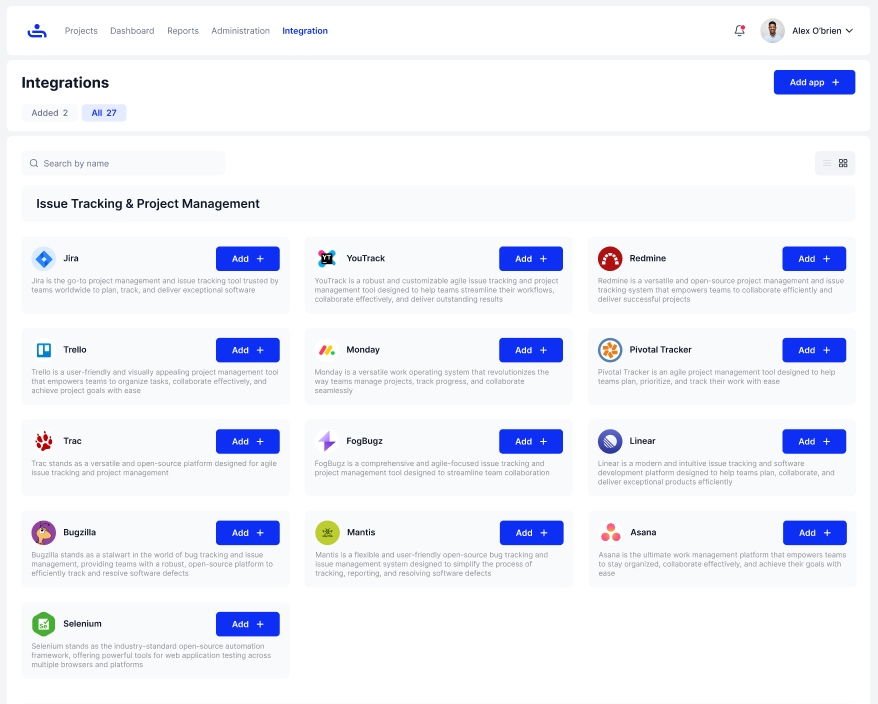 Projects Dashboard Reports Administration Integration
Alex O'brien
Integrations
Add app +
Added 2 All 27
Search by name
Issue Tracking & Project Management
Jira
Add +
Jira is the go-to project management and issue tracking tool trusted by
teams worldwide to plan, track, and deliver exceptional software
YT
YouTrack
Add +
YouTrack is a robust and customizable agile issue tracking and project
management tool designed to help teams streamline their workflows,
collaborate effectively, and deliver outstanding results
Redmine
Add +
Redmine is a versatile and open-source project management and issue
tracking system that empowers teams to collaborate efficiently and
deliver successful projects
Trello
Add +
Trello is a user-friendly and visually appealing project management tool
that empowers teams to organize tasks, collaborate effectively, and
achieve project goals with ease
Monday
Add +
Monday is a versatile work operating system that revolutionizes the
way teams manage projects, track progress, and collaborate
seamlessly
Pivotal Tracker
Add +
Pivotal Tracker is an agile project management tool designed to help
teams plan, prioritize, and track their work with ease
Trac
Add +
Trac stands as a versatile and open-source platform designed for agile
issue tracking and project management
FogBugz
Add +
FogBugz is a comprehensive and agile-focused issue tracking and
project management tool designed to streamline team collaboration
Linear
Add +
Linear is a modern and intuitive issue tracking and software
development platform designed to help teams plan, collaborate, and
deliver exceptional products efficiently
Bugzilla
Add +
Bugzilla stands as a stalwart in the world of bug tracking and issue
management, providing teams with a robust, open-source platform to
efficiently track and resolve software defects
Mantis
Add +
Mantis is a flexible and user-friendly open-source bug tracking and
issue management system designed to simplify the process of
tracking, reporting, and resolving software defects
Asana
Add +
Asana is the ultimate work management platform that empowers teams
to stay organized, collaborate effectively, and achieve their goals with
ease
Se
Selenium
Add +
Selenium stands as the industry-standard open-source automation
framework, offering powerful tools for web application testing across
multiple browsers and platforms